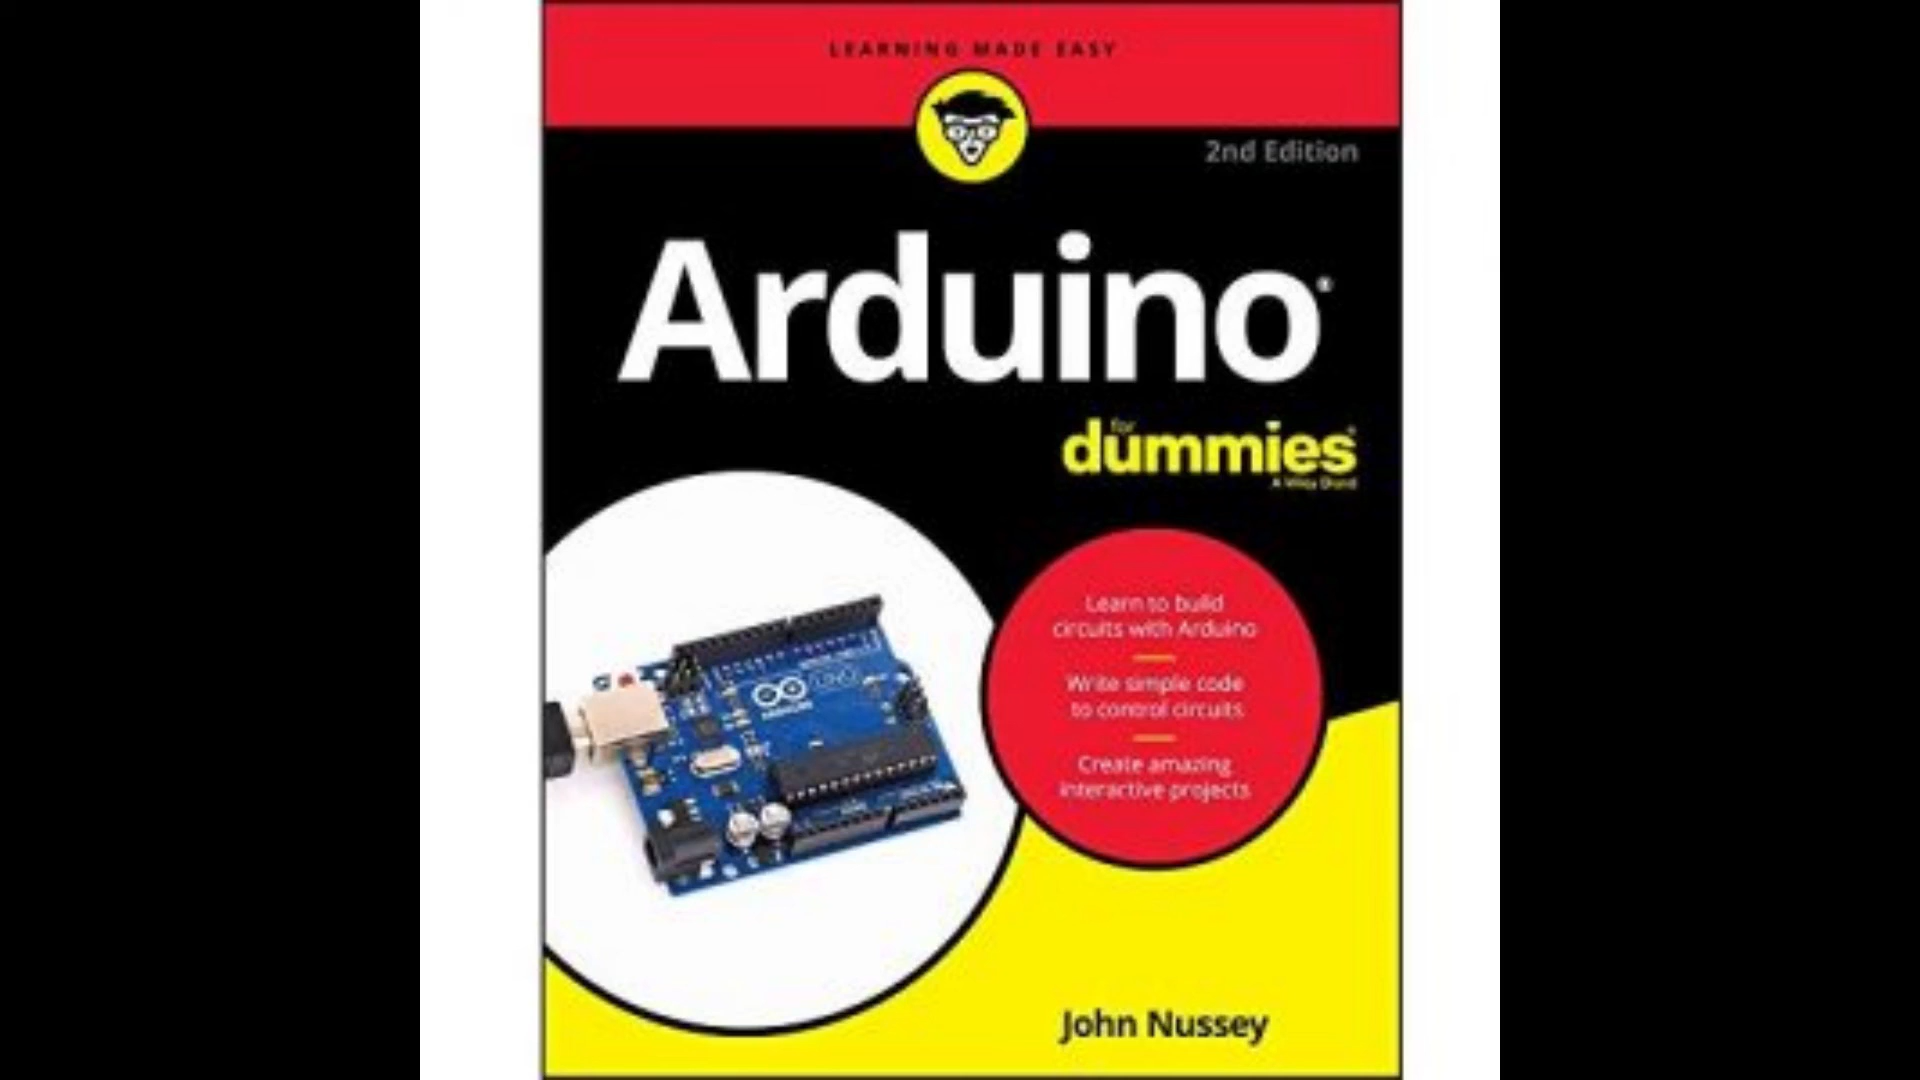 LEARNING MADE EASY
2nd Edition
Arduino®
for
dummies®
A Wiley Brand
Learn to build
circuits with Arduino
Write simple code
to control circuits
Create amazing
interactive projects
UNO
John Nussey